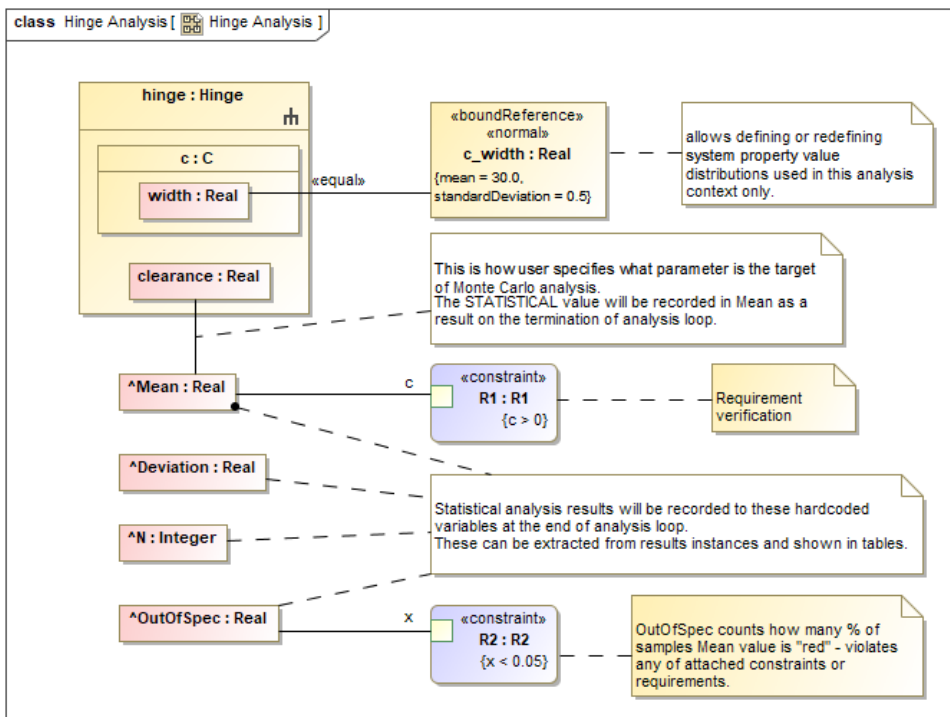 class Hinge Analysis [ Hinge Analysis ]
hinge : Hinge
c : C
width : Real
«equal»
«boundReference»
«normal»
c_width : Real
{mean = 30.0,
standardDeviation = 0.5}
allows defining or redefining
system property value
distributions used in this analysis
context only.
clearance : Real
This is how user specifies what parameter is the target
of Monte Carlo analysis.
The STATISTICAL value will be recorded in Mean as a
result on the termination of analysis loop.
^Mean : Real
c
«constraint»
R1 : R1
{c > 0}
Requirement
verification
^Deviation : Real
^N : Integer
Statistical analysis results will be recorded to these hardcoded
variables at the end of analysis loop.
These can be extracted from results instances and shown in tables.
^OutOfSpec : Real
x
«constraint»
R2 : R2
{x < 0.05}
OutOfSpec counts how many % of
samples Mean value is "red" - violates
any of attached constraints or
requirements.